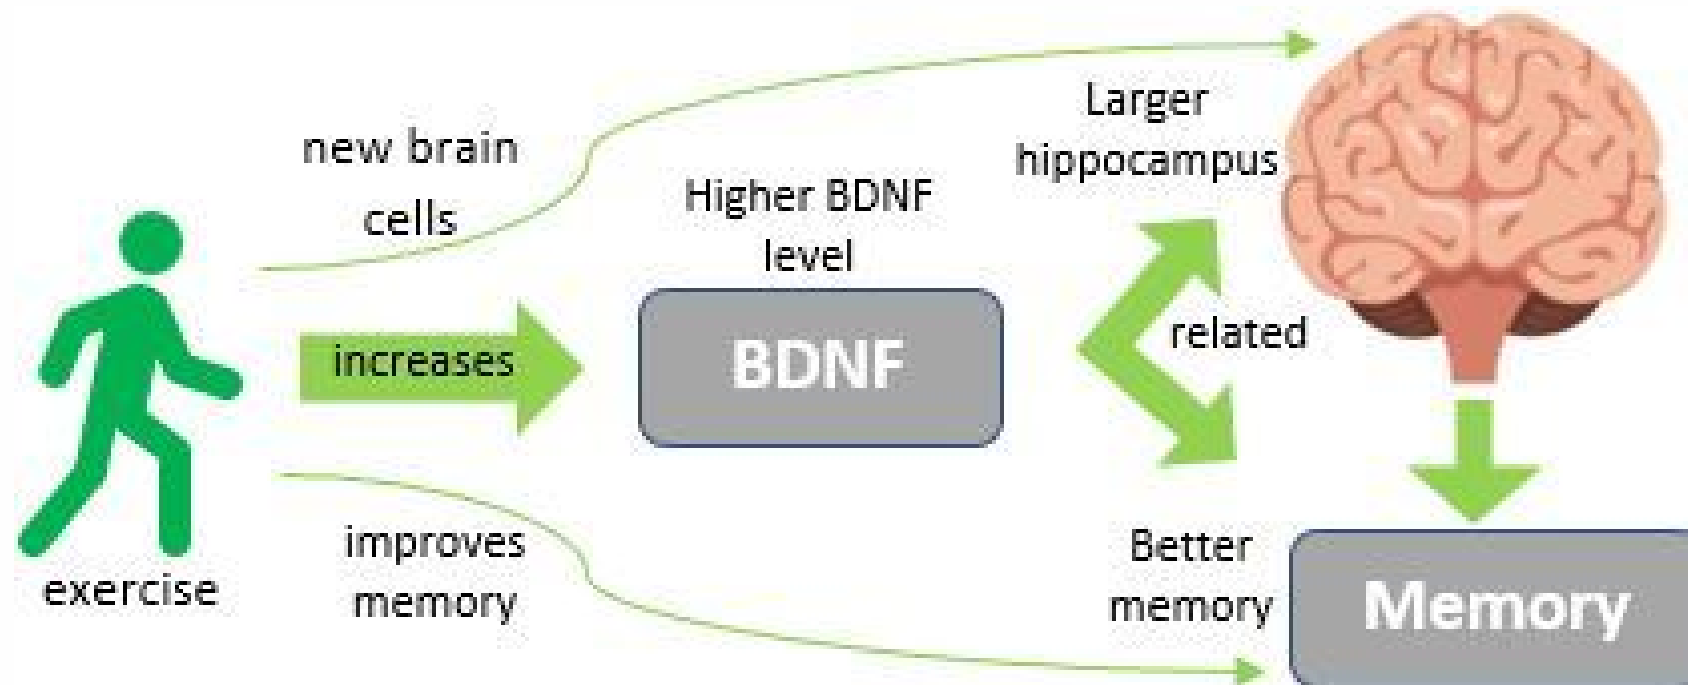 new brain
cells
Higher BDNF
level
Larger
hippocampus
increases
BDNF
related
exercise
improves
memory
Better
memory
Memory